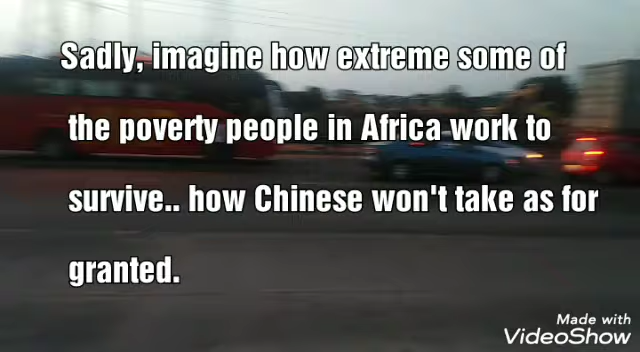 Sadly, imagine how extreme some of
the poverty people in Africa work to
survive.. how Chinese won't take as for
granted.
Made with
VideoShow